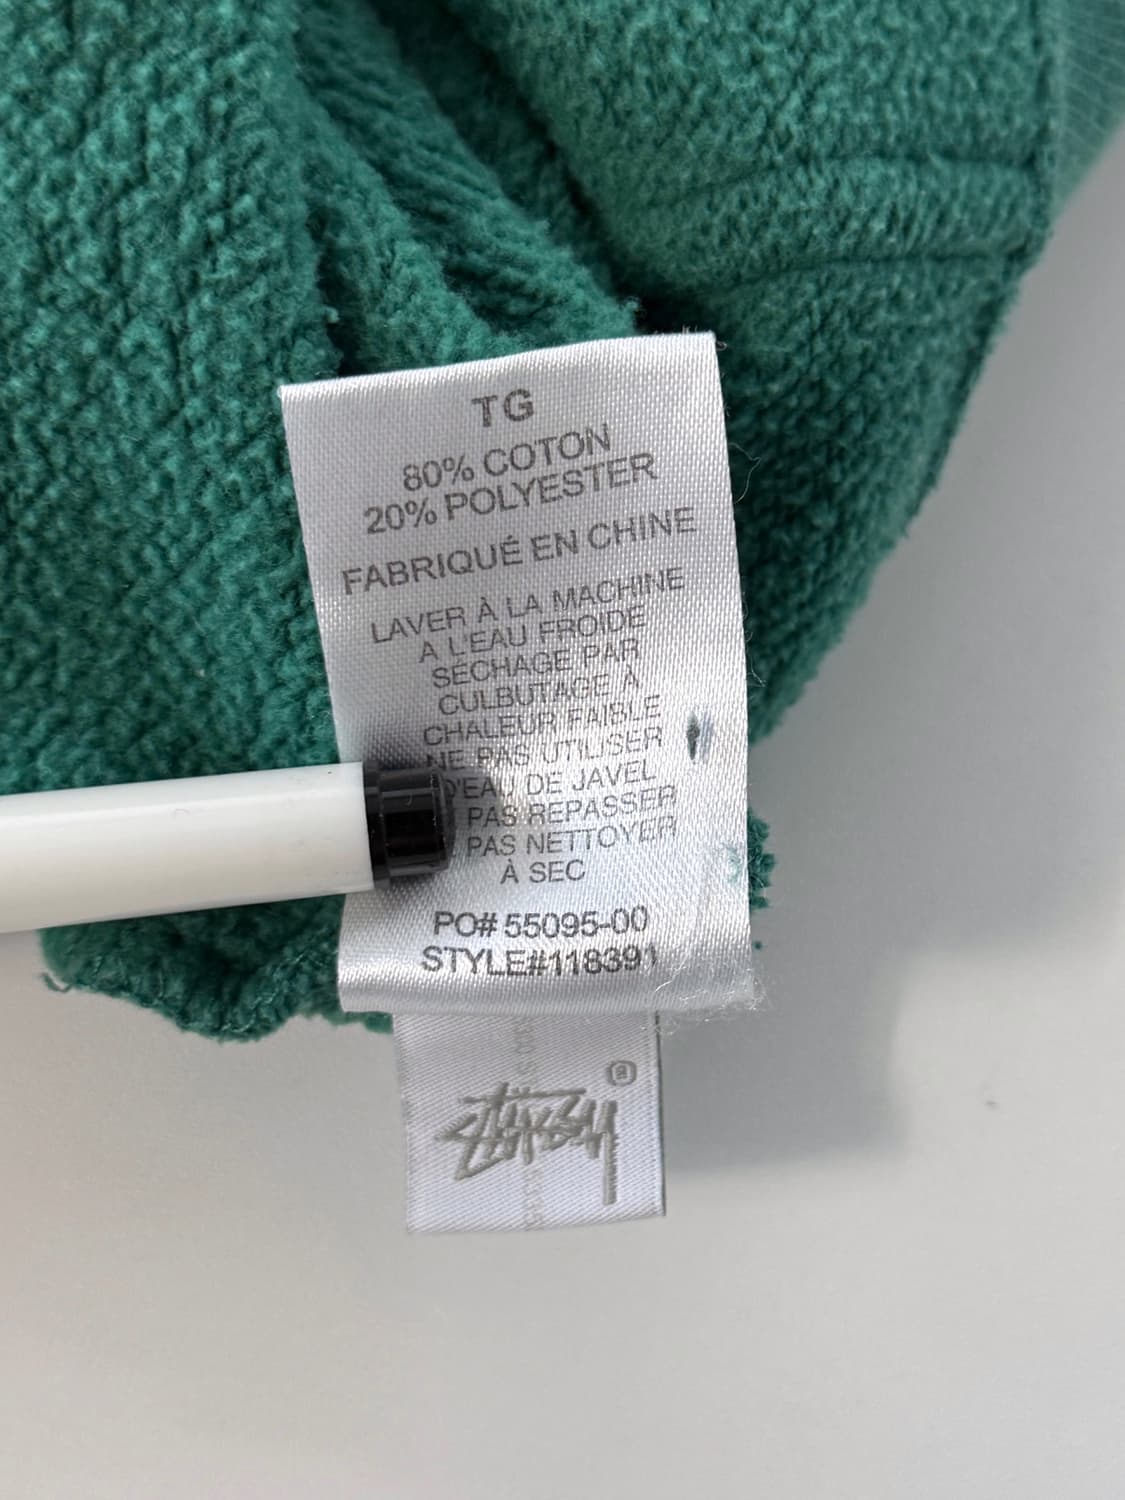 TG
80% COTON
20% POLYESTER
FABRIQUÉ EN CHINE
LAVER À LA MACHINE
A L'EAU FROIDE
SÉCHAGE PAR
CULBUTAGE A
CHALEUR FAIBLE
NE PAS UTILISER
D'EAU DE JAVEL
PAS REPASSER
PAS NETTOYER
À SEC
PO# 55095-00
STYLE#118391
®
Stüssy